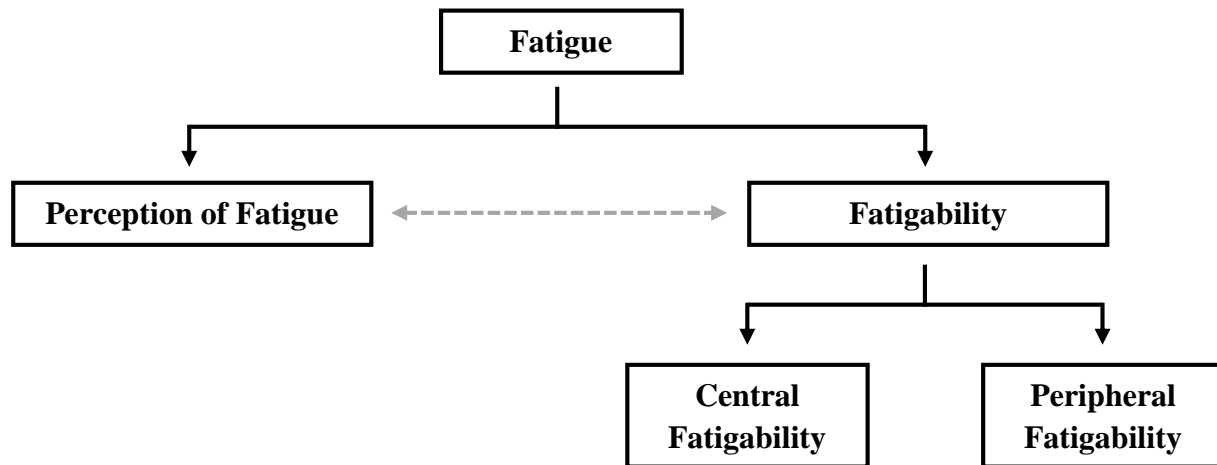 Fatigue
Perception of Fatigue
Fatigability
Central
Fatigability
Peripheral
Fatigability